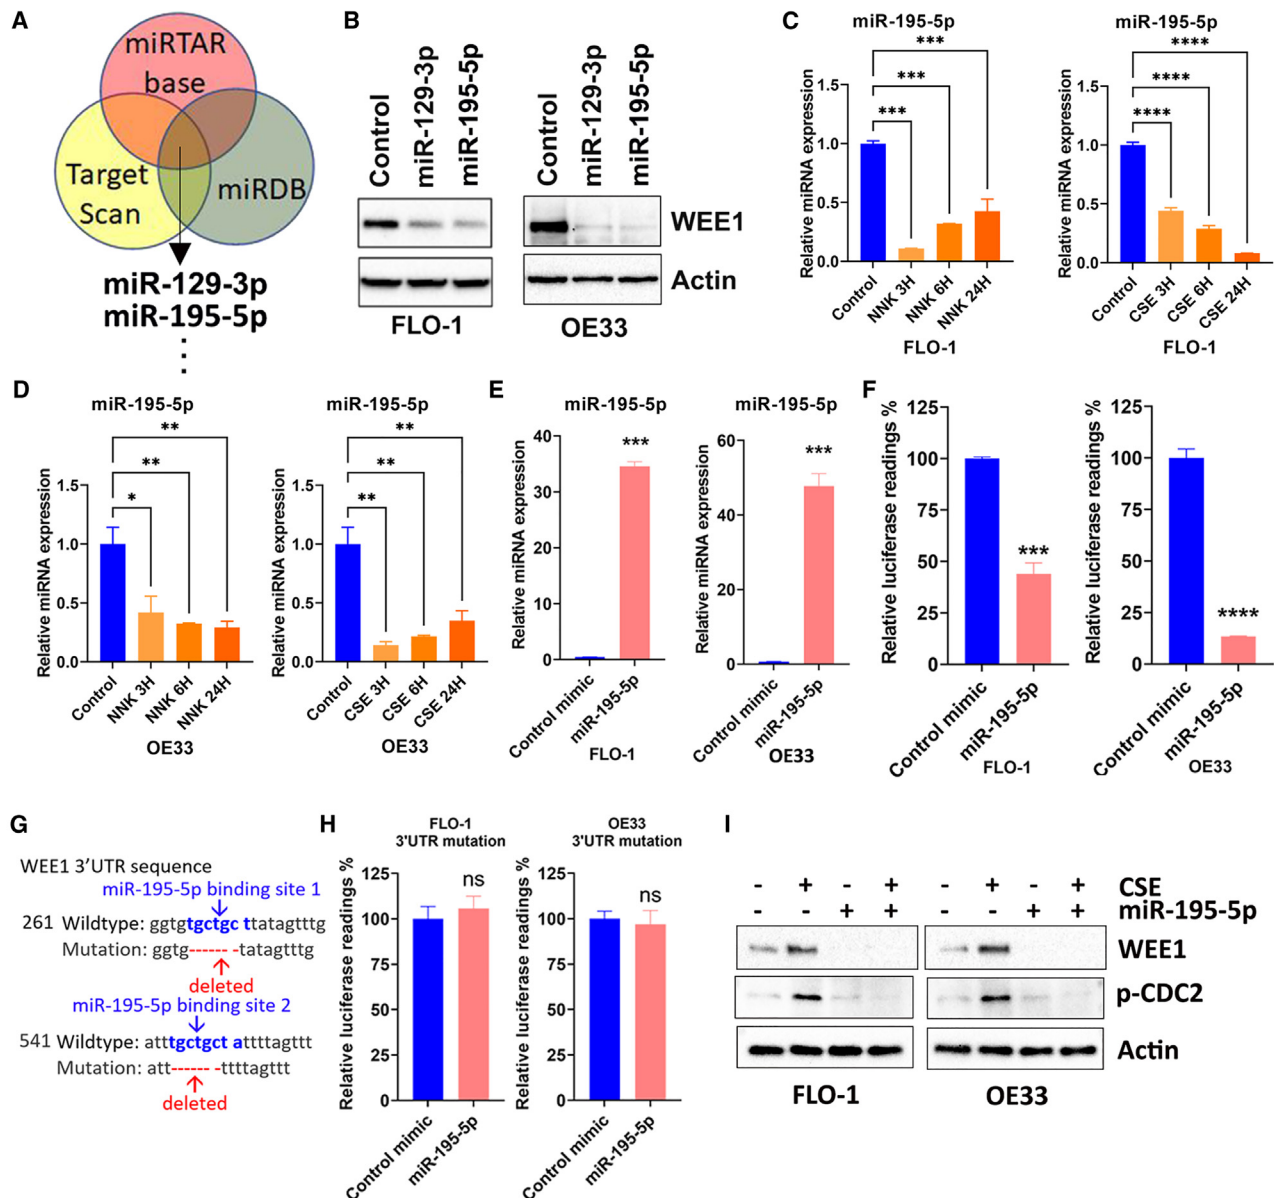 A
miRTAR
base
Target
Scan
miRDB
miR-129-3p
miR-195-5p
B
Control
miR-129-3p
miR-195-5p
Control
miR-129-3p
miR-195-5p
WEE1
Actin
FLO-1
OE33
C
miR-195-5p
Relative miRNA expression
1.5
1.0
0.5
0.0
***
***
***
Control
NNK 3H
NNK 6H
NNK 24H
FLO-1
miR-195-5p
Relative miRNA expression
1.5
1.0
0.5
0.0
****
****
****
Control
CSE 3H
CSE 6H
CSE 24H
FLO-1
D
miR-195-5p
Relative miRNA expression
1.5
1.0
0.5
0.0
**
**
*
Control
NNK 3H
NNK 6H
NNK 24H
OE33
miR-195-5p
Relative miRNA expression
1.5
1.0
0.5
0.0
**
**
**
Control
CSE 3H
CSE 6H
CSE 24H
OE33
E
miR-195-5p
Relative miRNA expression
40
30
20
10
0
***
Control mimic
miR-195-5p
FLO-1
miR-195-5p
Relative miRNA expression
60
40
20
0
***
Control mimic
miR-195-5p
OE33
F
Relative luciferase readings %
125
100
75
50
25
0
***
Control mimic
miR-195-5p
FLO-1
Relative luciferase readings %
125
100
75
50
25
0
****
Control mimic
miR-195-5p
OE33
G
WEE1 3'UTR sequence
miR-195-5p binding site 1
261 Wildtype: ggtgtgctgc ttatagtttg
Mutation: ggtg------ -tatagtttg
deleted
miR-195-5p binding site 2
541 Wildtype: atttgctgct attttagttt
Mutation: att------ -ttttagttt
deleted
H
FLO-1
3'UTR mutation
Relative luciferase readings %
125
100
75
50
25
0
ns
Control mimic
miR-195-5p
OE33
3'UTR mutation
Relative luciferase readings %
125
100
75
50
25
0
ns
Control mimic
miR-195-5p
I
- + - + - + - + CSE
- - + + - - + + miR-195-5p
WEE1
p-CDC2
Actin
FLO-1
OE33